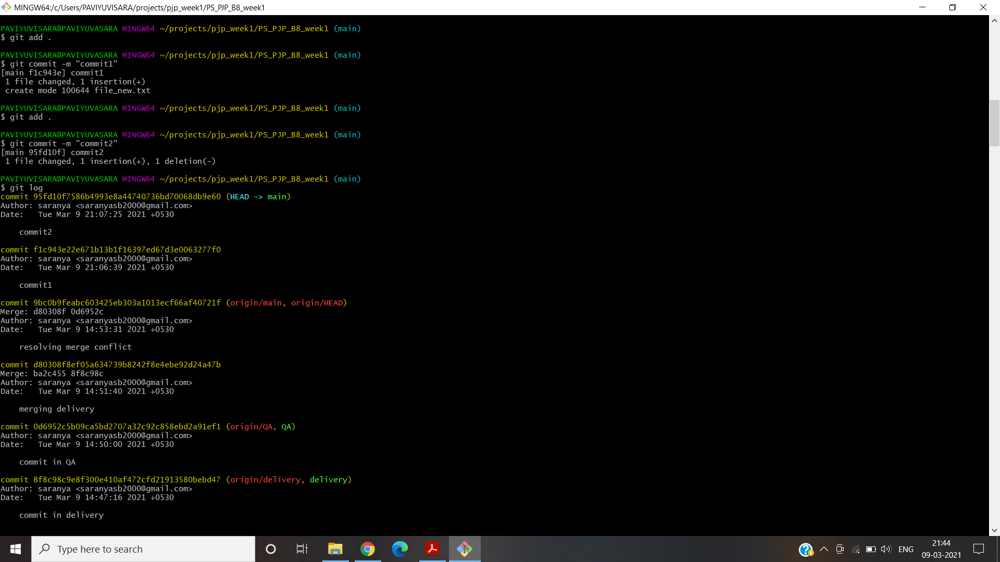 MINGW64:/c/Users/PAVIYUVISARA/projects/pjp_week1/PS_PJP_B8_week1
PAVIYUVISARA@PAVIYUVASARA MINGW64 ~/projects/pjp_week1/PS_PJP_B8_week1 (main)
$ git add .
PAVIYUVISARA@PAVIYUVASARA MINGW64 ~/projects/pjp_week1/PS_PJP_B8_week1 (main)
$ git commit -m "commit1"
[main f1c943e] commit1
1 file changed, 1 insertion(+)
create mode 100644 file_new.txt
PAVIYUVISARA@PAVIYUVASARA MINGW64 ~/projects/pjp_week1/PS_PJP_B8_week1 (main)
$ git add .
PAVIYUVISARA@PAVIYUVASARA MINGW64 ~/projects/pjp_week1/PS_PJP_B8_week1 (main)
$ git commit -m "commit2"
[main 95fd10f] commit2
1 file changed, 1 insertion(+), 1 deletion(-)
PAVIYUVISARA@PAVIYUVASARA MINGW64 ~/projects/pjp_week1/PS_PJP_B8_week1 (main)
$ git log
commit 95fd10f7586b4993e8a44740736bd70068db9e60 (HEAD -> main)
Author: saranya <saranyasb2000@gmail.com>
Date:   Tue Mar 9 21:07:25 2021 +0530
commit2
commit f1c943e22e671b13b1f16397ed67d3e0063277f0
Author: saranya <saranyasb2000@gmail.com>
Date:   Tue Mar 9 21:06:39 2021 +0530
commit1
commit 9bc0b9feabc603425eb303a1013ecf66af40721f (origin/main, origin/HEAD)
Merge: d80308f 0d6952c
Author: saranya <saranyasb2000@gmail.com>
Date:   Tue Mar 9 14:53:31 2021 +0530
resolving merge conflict
commit d80308f8ef05a634739b8242f8e4ebe92d24a47b
Merge: ba2c455 8f8c98c
Author: saranya <saranyasb2000@gmail.com>
Date:   Tue Mar 9 14:51:40 2021 +0530
merging delivery
commit 0d6952c5b09ca5bd2707a32c92c858ebd2a91ef1 (origin/QA, QA)
Author: saranya <saranyasb2000@gmail.com>
Date:   Tue Mar 9 14:50:00 2021 +0530
commit in QA
commit 8f8c98c9e8f300e410af472cfd21913580bebd47 (origin/delivery, delivery)
Author: saranya <saranyasb2000@gmail.com>
Date:   Tue Mar 9 14:47:16 2021 +0530
commit in delivery
Type here to search
ENG
21:44
09-03-2021